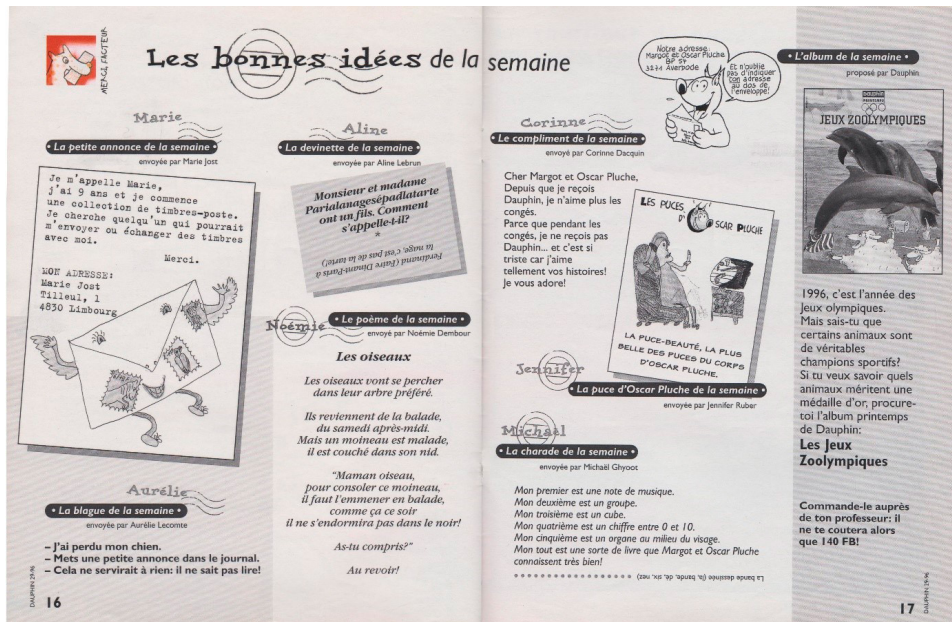 MERCI, FACTEUR
Les bonnes idées de la semaine
Marie
• La petite annonce de la semaine •
envoyée par Marie Jost
Je m'appelle Marie,
j'ai 9 ans et je commence
une collection de timbres-poste.
Je cherche quelqu'un qui pourrait
m'envoyer ou échanger des timbres
avec moi.
Merci.
MON ADRESSE:
Marie Jost
Tilleul, 1
4830 Limbourg
Aurélie
• La blague de la semaine •
envoyée par Aurélie Lecomte
– J'ai perdu mon chien.
– Mets une petite annonce dans le journal.
– Cela ne servirait à rien: il ne sait pas lire!
DAUPHIN 29-96
16
Aline
• La devinette de la semaine •
envoyée par Aline Lebrun
Monsieur et madame
Parialanagesépadlatarte
ont un fils. Comment
s'appelle-t-il?
*
Ferdinand (Faire Dinant-Paris à
la nage, c'est pas de la tarte!)
Noémie
• Le poème de la semaine •
envoyé par Noémie Dembour
Les oiseaux
Les oiseaux vont se percher
dans leur arbre préféré.
Ils reviennent de la balade,
du samedi après-midi.
Mais un moineau est malade,
il est couché dans son nid.
"Maman oiseau,
pour consoler ce moineau,
il faut l'emmener en balade,
comme ça ce soir
il ne s'endormira pas dans le noir!
As-tu compris?"
Au revoir!
Notre adresse:
Margot et Oscar Pluche
BP 54
3271 Averbode
Et n'oublie
pas d'indiquer
ton adresse
au dos de
l'enveloppe!
Corinne
• Le compliment de la semaine •
envoyé par Corinne Dacquin
Cher Margot et Oscar Pluche,
Depuis que je reçois
Dauphin, je n'aime plus les
congés.
Parce que pendant les
congés, je ne reçois pas
Dauphin... et c'est si
triste car j'aime
tellement vos histoires!
Je vous adore!
LES PUCES
D'OSCAR PLUCHE
LA PUCE-BEAUTÉ, LA PLUS
BELLE DES PUCES DU CORPS
D'OSCAR PLUCHE.
Jennifer
• La puce d'Oscar Pluche de la semaine •
envoyée par Jennifer Ruber
Michaël
• La charade de la semaine •
envoyée par Michaël Ghyoot
Mon premier est une note de musique.
Mon deuxième est un groupe.
Mon troisième est un cube.
Mon quatrième est un chiffre entre 0 et 10.
Mon cinquième est un organe au milieu du visage.
Mon tout est une sorte de livre que Margot et Oscar Pluche
connaissent très bien!
La bande dessinée (la, bande, dé, six, nez)
• L'album de la semaine •
proposé par Dauphin
DAUPHIN
JEUX ZOOLYMPIQUES
1996, c'est l'année des
Jeux olympiques.
Mais sais-tu que
certains animaux sont
de véritables
champions sportifs?
Si tu veux savoir quels
animaux méritent une
médaille d'or, procure-
toi l'album printemps
de Dauphin:
Les Jeux
Zoolympiques
Commande-le auprès
de ton professeur: il
ne te coutera alors
que 140 FB!
17
DAUPHIN 29-96